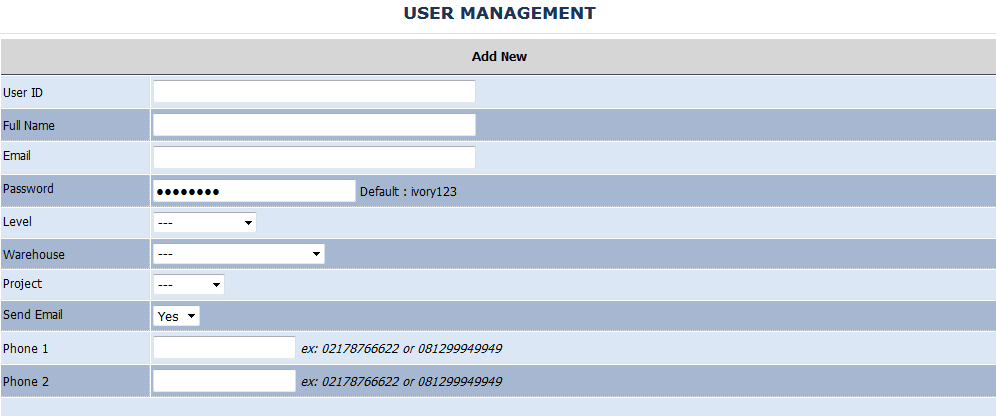 USER MANAGEMENT
Add New
User ID
Full Name
Email
Password ●●●●●●●● Default : ivory123
Level ---
Warehouse ---
Project ---
Send Email Yes
Phone 1 ex: 02178766622 or 081299949949
Phone 2 ex: 02178766622 or 081299949949